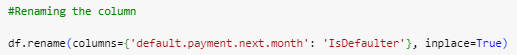 #Renaming the column
df.rename(columns={'default.payment.next.month': 'IsDefaulter'}, inplace=True)